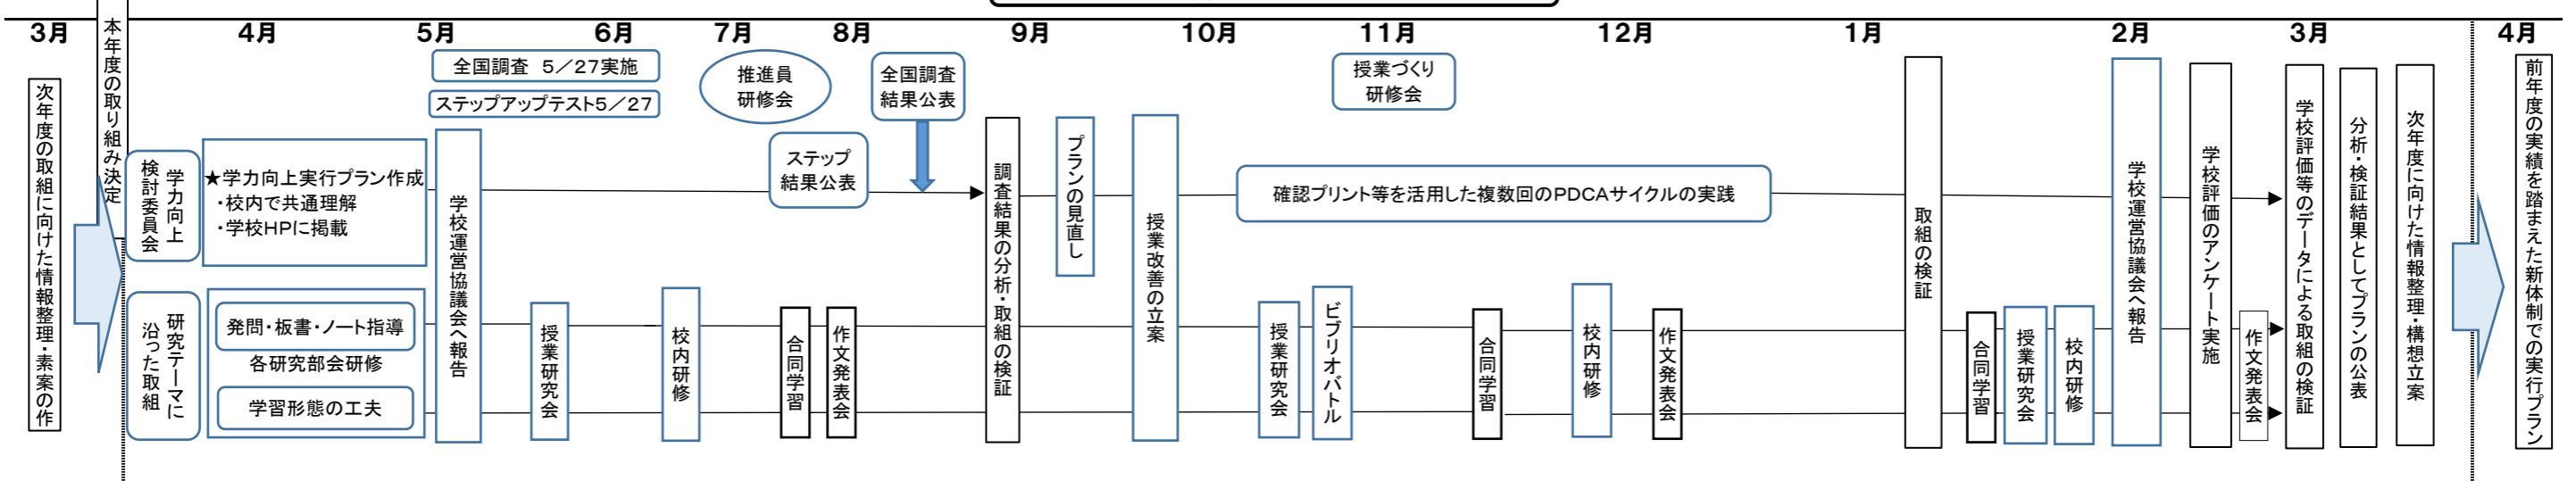 3月
4月
5月
6月
7月
8月
9月
10月
11月
12月
1月
2月
3月
4月
次年度の取組に向けた情報整理・素案の作
本年度の取り組み決定
学力向上
検討委員会
★学力向上実行プラン作成
・校内で共通理解
・学校HPに掲載
研究テーマに
沿った取組
発問・板書・ノート指導
各研究部会研修
学習形態の工夫
全国調査 5／27実施
ステップアップテスト5／27
学校運営協議会へ報告
授業研究会
校内研修
推進員
研修会
ステップ
結果公表
合同学習
作文発表会
全国調査
結果公表
調査結果の分析・取組の検証
プランの見直し
授業改善の立案
確認プリント等を活用した複数回のPDCAサイクルの実践
授業研究会
ビブリオバトル
授業づくり
研修会
合同学習
校内研修
作文発表会
取組の検証
合同学習
授業研究会
校内研修
学校運営協議会へ報告
学校評価のアンケート実施
作文発表会
学校評価等のデータによる取組の検証
分析・検証結果としてプランの公表
次年度に向けた情報整理・構想立案
前年度の実績を踏まえた新体制での実行プラン